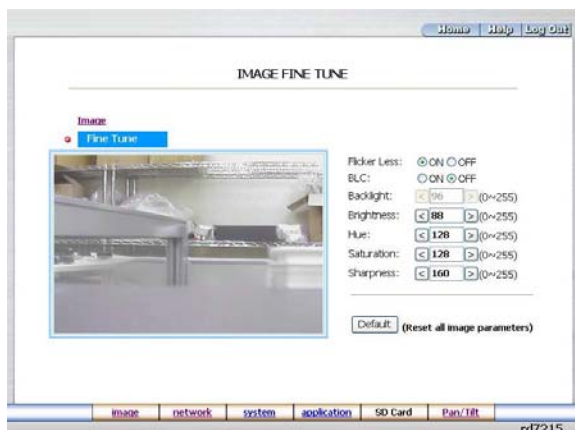 Home Help Log Out
IMAGE FINE TUNE
Image
Fine Tune
Flicker Less: ON OFF
BLC: ON OFF
Backlight: < 96 > (0~255)
Brightness: < 88 > (0~255)
Hue: < 128 > (0~255)
Saturation: < 128 > (0~255)
Sharpness: < 160 > (0~255)
Default (Reset all image parameters)
image network system application SD Card Pan/Tilt
rd7215